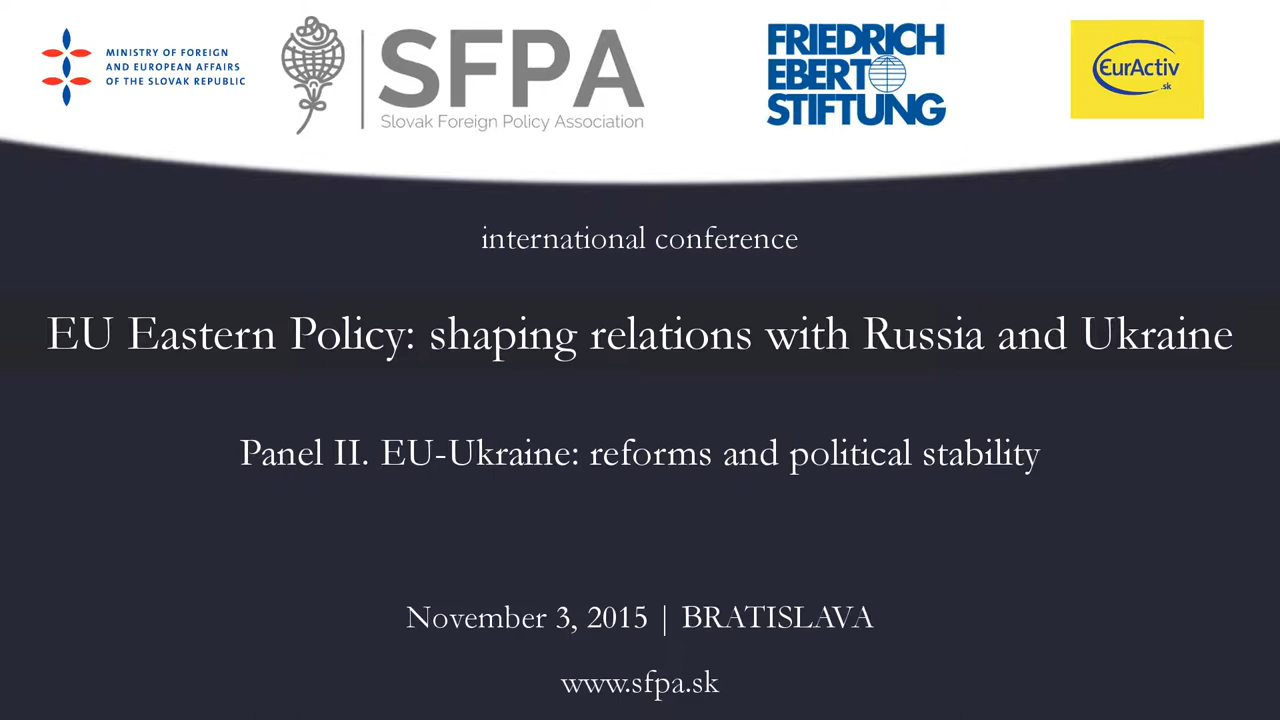 MINISTRY OF FOREIGN
AND EUROPEAN AFFAIRS
OF THE SLOVAK REPUBLIC
SFPA
Slovak Foreign Policy Association
FRIEDRICH
EBERT
STIFTUNG
EurActiv
.sk
international conference
EU Eastern Policy: shaping relations with Russia and Ukraine
Panel II. EU-Ukraine: reforms and political stability
November 3, 2015 | BRATISLAVA
www.sfpa.sk